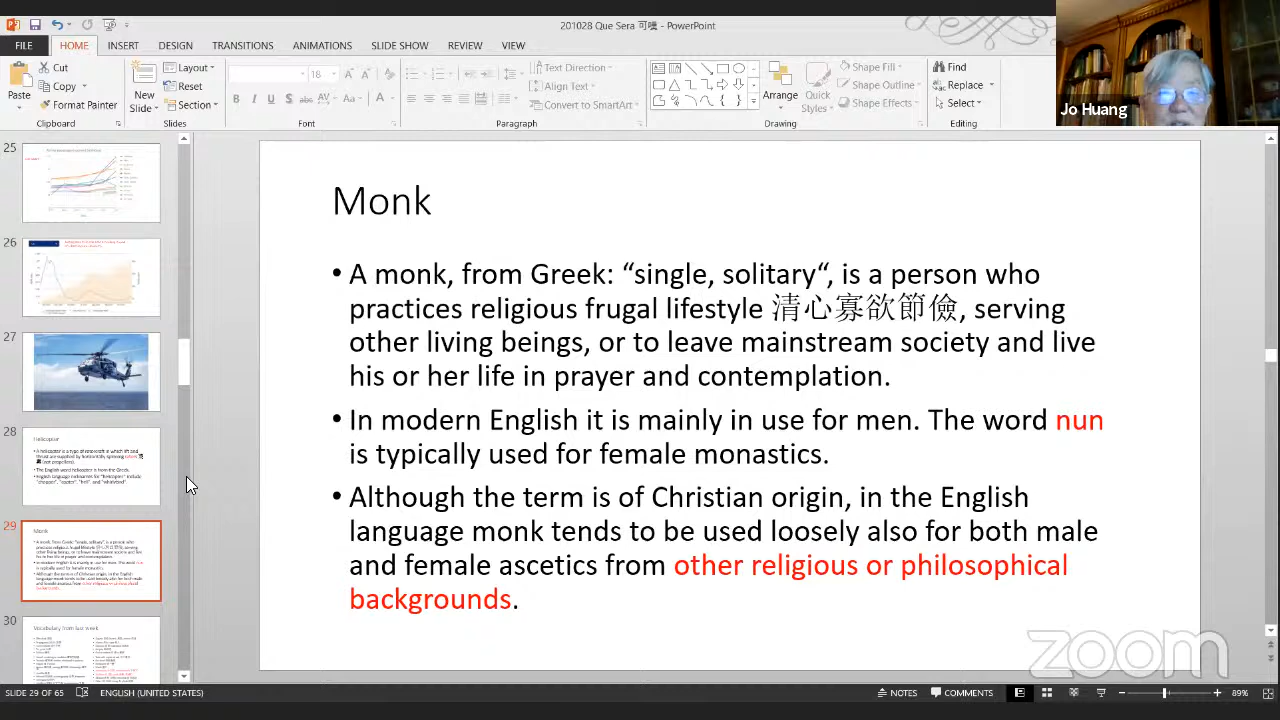 201028 Que Sera 可嘆 - PowerPoint
FILE HOME INSERT DESIGN TRANSITIONS ANIMATIONS SLIDE SHOW REVIEW VIEW
Paste
Cut
Copy
Format Painter
Clipboard
New Slide
Layout
Reset
Section
Slides
18
Font
Text Direction
Align Text
Convert to SmartArt
Paragraph
Arrange
Quick Styles
Shape Fill
Shape Outline
Shape Effects
Drawing
Find
Replace
Select
Editing
Jo Huang
25
26
27
28
Helicopter
29
Monk
30
Vocabulary from last week
Monk
• A monk, from Greek: “single, solitary“, is a person who
practices religious frugal lifestyle 清心寡欲節儉, serving
other living beings, or to leave mainstream society and live
his or her life in prayer and contemplation.
• In modern English it is mainly in use for men. The word nun
is typically used for female monastics.
• Although the term is of Christian origin, in the English
language monk tends to be used loosely also for both male
and female ascetics from other religious or philosophical
backgrounds.
zoom
SLIDE 29 OF 65 ENGLISH (UNITED STATES) NOTES COMMENTS 89%